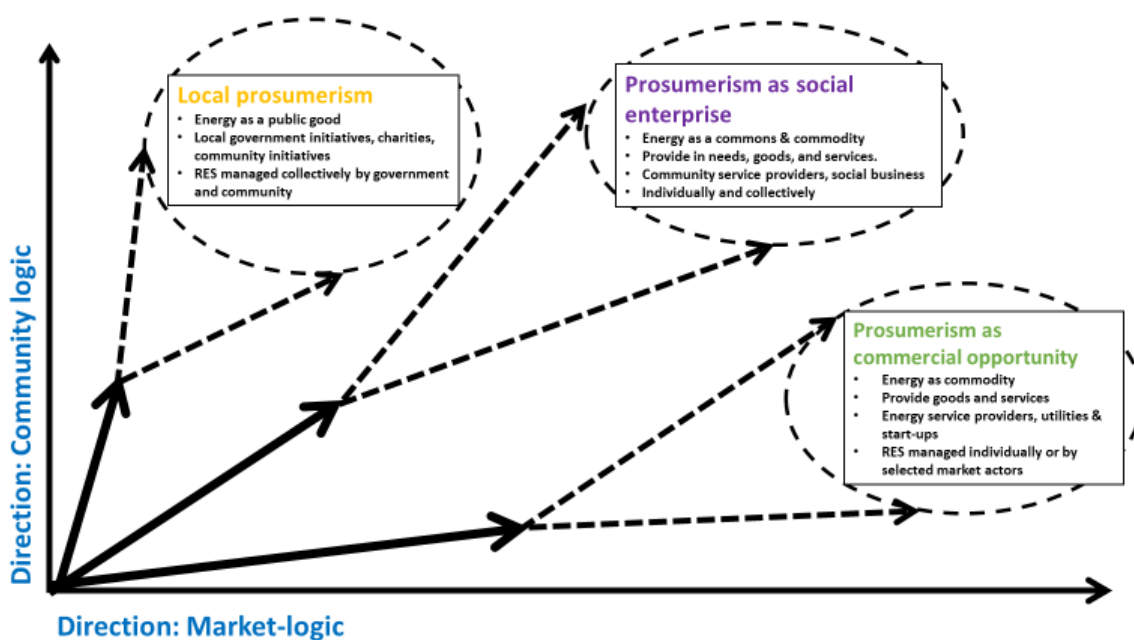 Local prosumerism
• Energy as a public good
• Local government initiatives, charities,
community initiatives
• RES managed collectively by government
and community
Prosumerism as social
enterprise
• Energy as a commons & commodity
• Provide in needs, goods, and services.
• Community service providers, social business
• Individually and collectively
Prosumerism as
commercial opportunity
• Energy as commodity
• Provide goods and services
• Energy service providers, utilities &
start-ups
• RES managed individually or by
selected market actors
Direction: Community logic
Direction: Market-logic